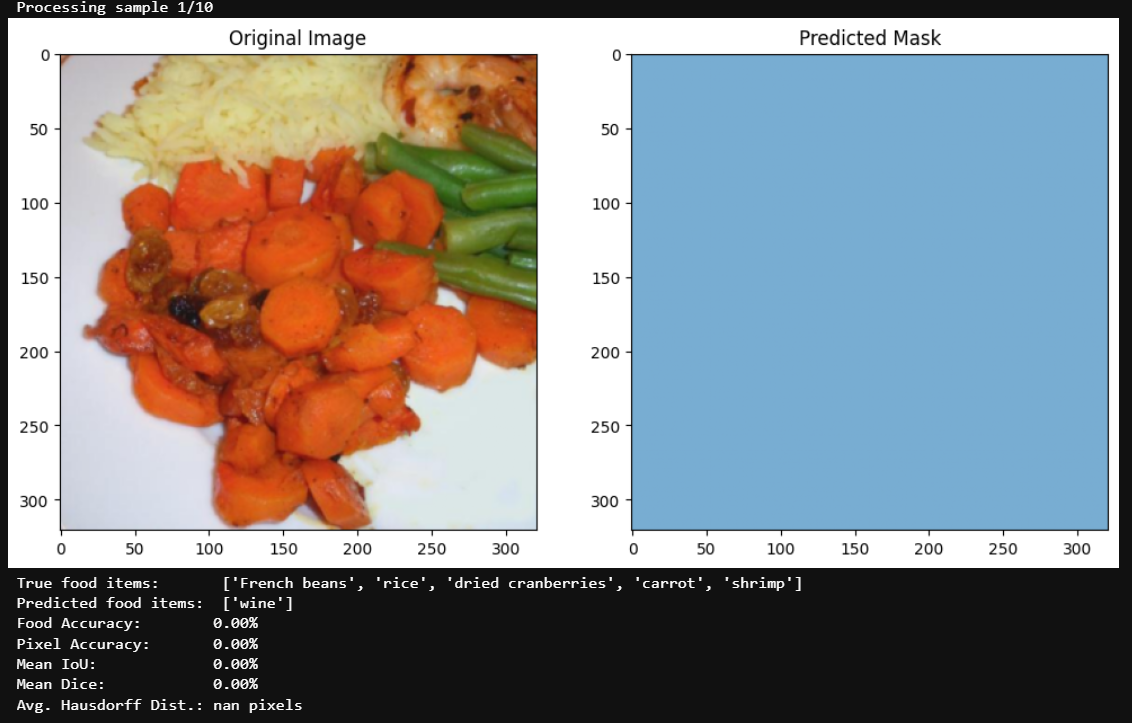 Processing sample 1/10
Original Image
Predicted Mask
0
50
100
150
200
250
300
0
50
100
150
200
250
300
0
50
100
150
200
250
300
0
50
100
150
200
250
300
True food items: ['French beans', 'rice', 'dried cranberries', 'carrot', 'shrimp']
Predicted food items: ['wine']
Food Accuracy: 0.00%
Pixel Accuracy: 0.00%
Mean IoU: 0.00%
Mean Dice: 0.00%
Avg. Hausdorff Dist.: nan pixels